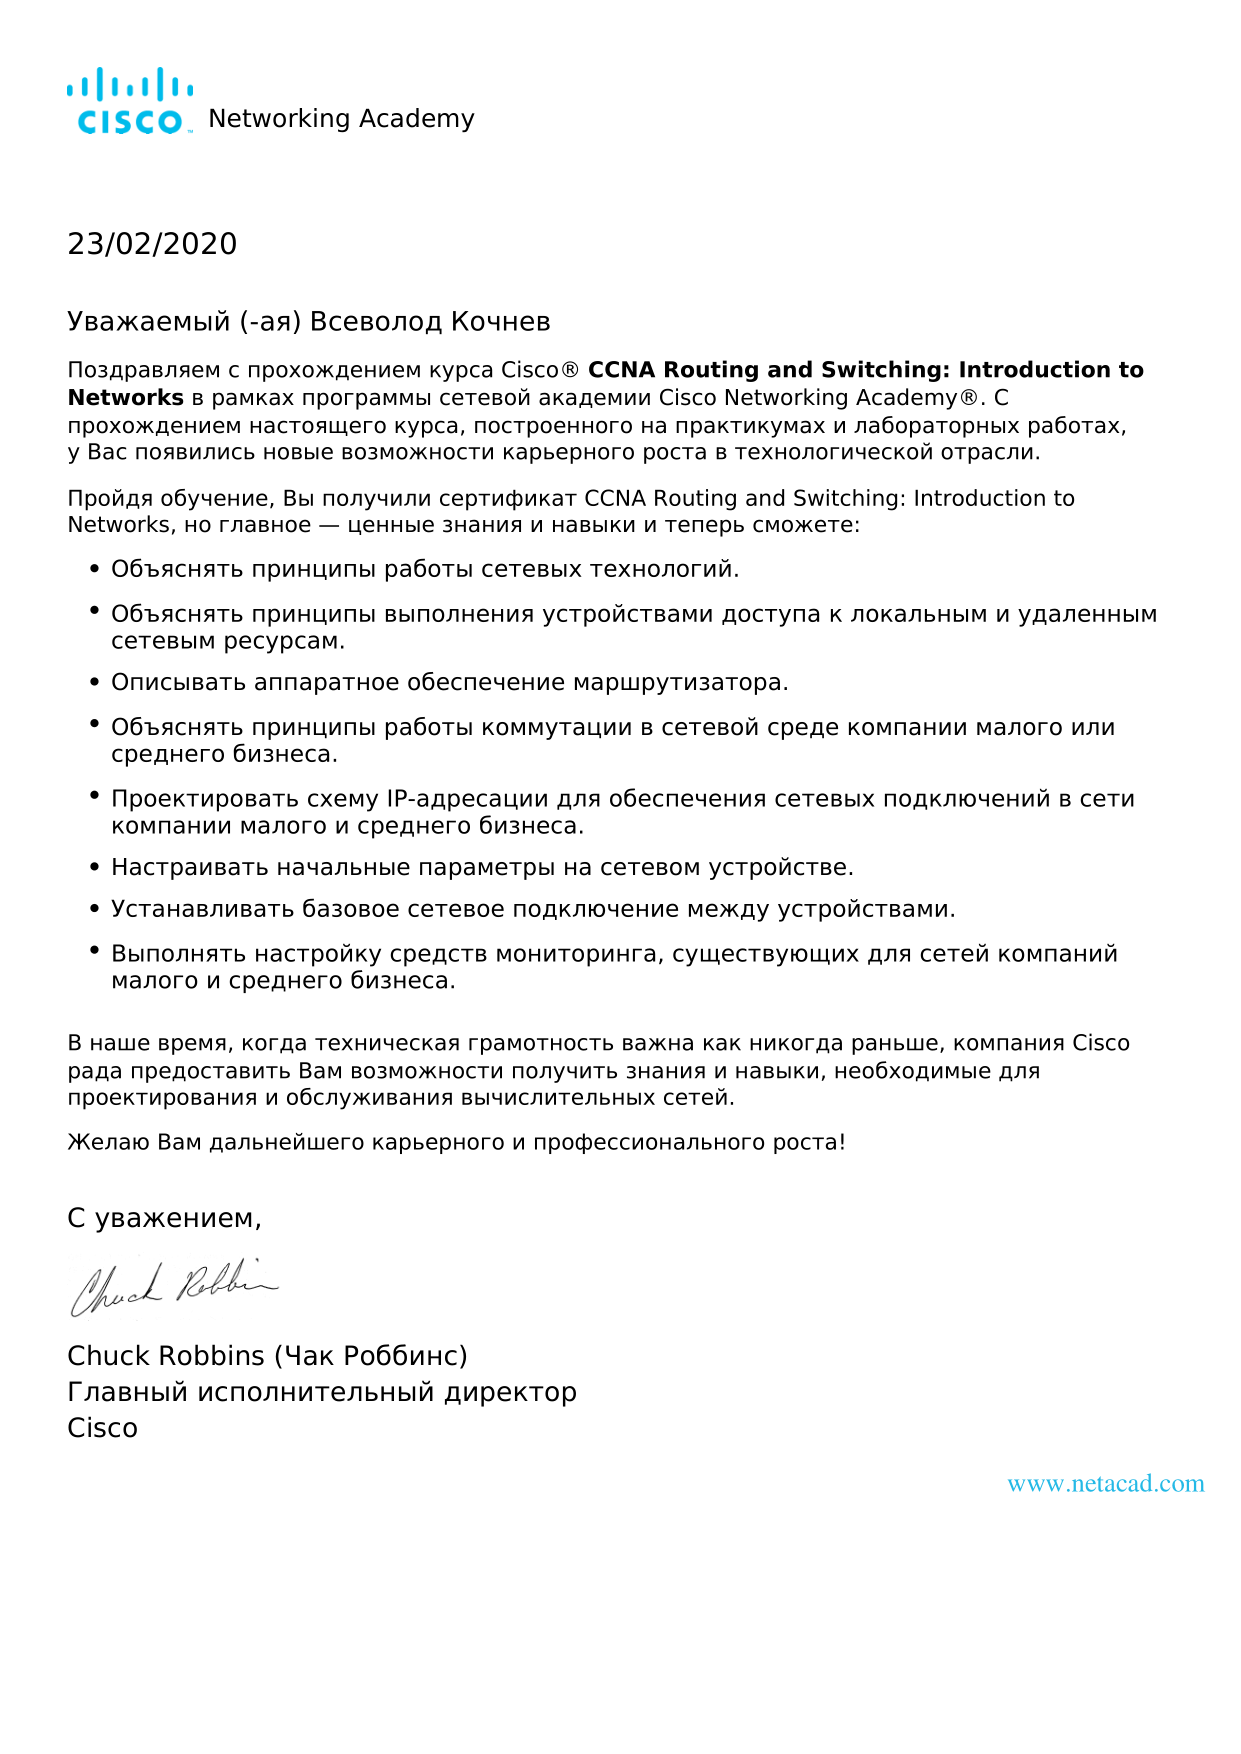 CISCO™ Networking Academy
23/02/2020
Уважаемый (-ая) Всеволод Кочнев
Поздравляем с прохождением курса Cisco® CCNA Routing and Switching: Introduction to
Networks в рамках программы сетевой академии Cisco Networking Academy®. С
прохождением настоящего курса, построенного на практикумах и лабораторных работах,
у Вас появились новые возможности карьерного роста в технологической отрасли.
Пройдя обучение, Вы получили сертификат CCNA Routing and Switching: Introduction to
Networks, но главное — ценные знания и навыки и теперь сможете:
• Объяснять принципы работы сетевых технологий.
• Объяснять принципы выполнения устройствами доступа к локальным и удаленным
сетевым ресурсам.
• Описывать аппаратное обеспечение маршрутизатора.
• Объяснять принципы работы коммутации в сетевой среде компании малого или
среднего бизнеса.
• Проектировать схему IP-адресации для обеспечения сетевых подключений в сети
компании малого и среднего бизнеса.
• Настраивать начальные параметры на сетевом устройстве.
• Устанавливать базовое сетевое подключение между устройствами.
• Выполнять настройку средств мониторинга, существующих для сетей компаний
малого и среднего бизнеса.
В наше время, когда техническая грамотность важна как никогда раньше, компания Cisco
рада предоставить Вам возможности получить знания и навыки, необходимые для
проектирования и обслуживания вычислительных сетей.
Желаю Вам дальнейшего карьерного и профессионального роста!
С уважением,
Chuck Robbins
Chuck Robbins (Чак Роббинс)
Главный исполнительный директор
Cisco
www.netacad.com